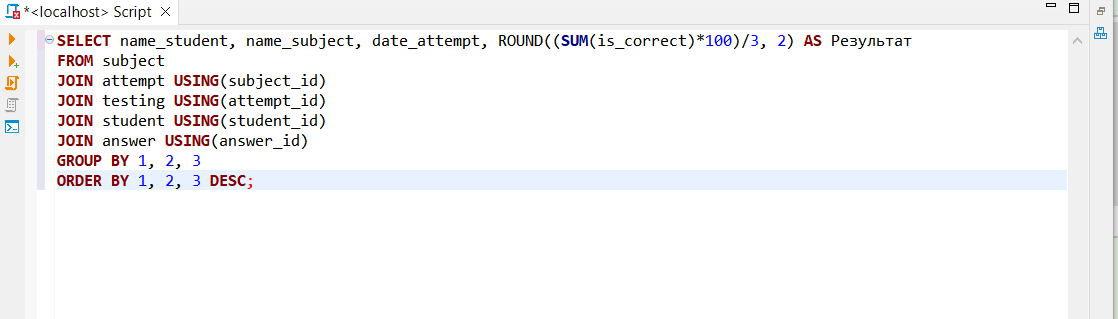 *<localhost> Script
SELECT name_student, name_subject, date_attempt, ROUND((SUM(is_correct)*100)/3, 2) AS Результат
FROM subject
JOIN attempt USING(subject_id)
JOIN testing USING(attempt_id)
JOIN student USING(student_id)
JOIN answer USING(answer_id)
GROUP BY 1, 2, 3
ORDER BY 1, 2, 3 DESC;